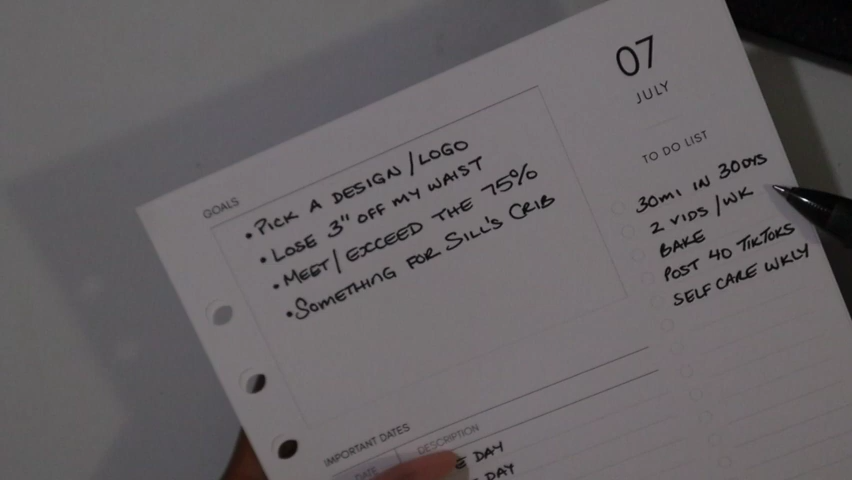 07
JULY
GOALS
• PICK A DESIGN/LOGO
• LOSE 3" OFF MY WAIST
• MEET/EXCEED THE 75%
• SOMETHING FOR SILL'S CRIB
TO DO LIST
30MI IN 30DYS
2 VIDS/WK
BAKE
POST 40 TIKTOKS
SELF CARE WKLY
IMPORTANT DATES
DATE
DESCRIPTION
DAY
DAY